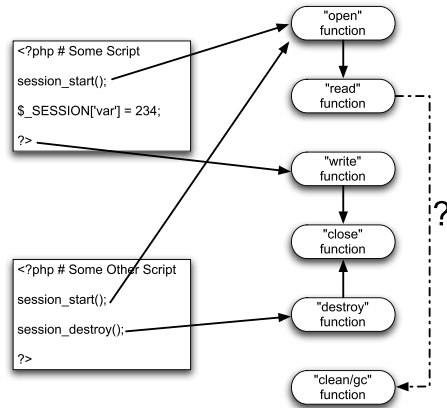 <?php # Some Script
session_start();
$_SESSION['var'] = 234;
?>
<?php # Some Other Script
session_start();
session_destroy();
?>
"open"
function
"read"
function
"write"
function
"close"
function
"destroy"
function
"clean/gc"
function
?